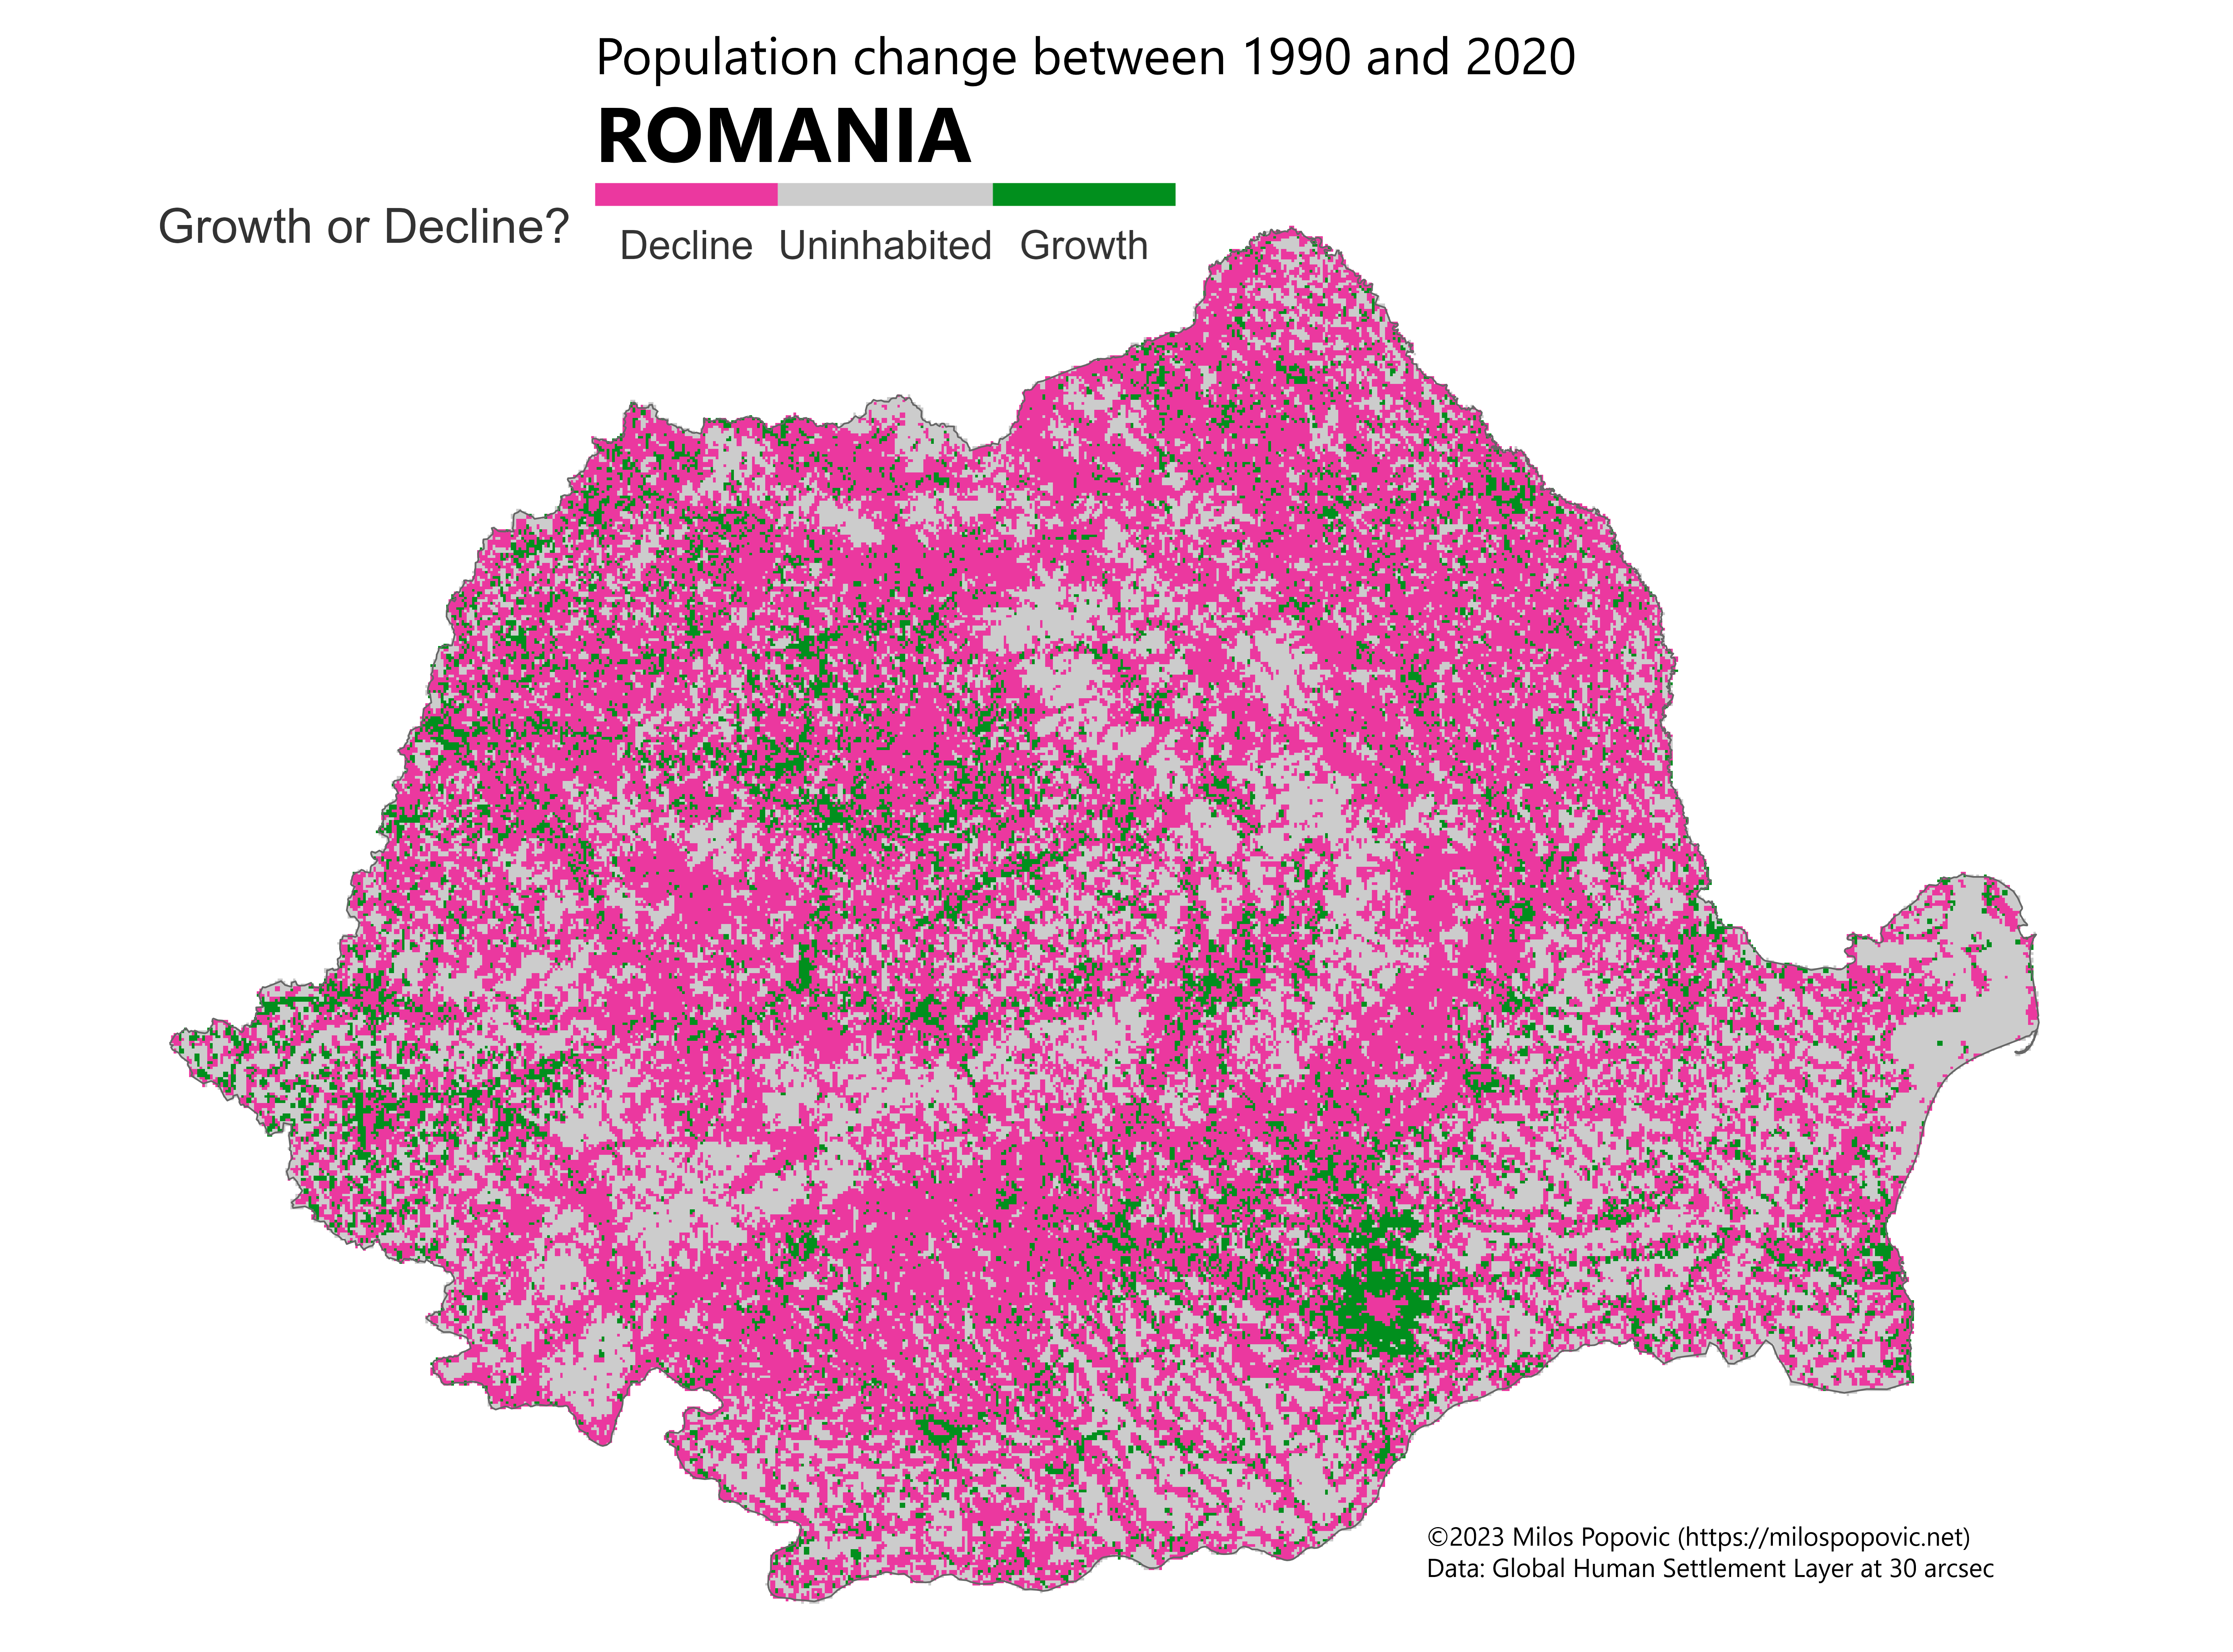 Population change between 1990 and 2020
ROMANIA
Growth or Decline?
Decline Uninhabited Growth
©2023 Milos Popovic (https://milospopovic.net)
Data: Global Human Settlement Layer at 30 arcsec